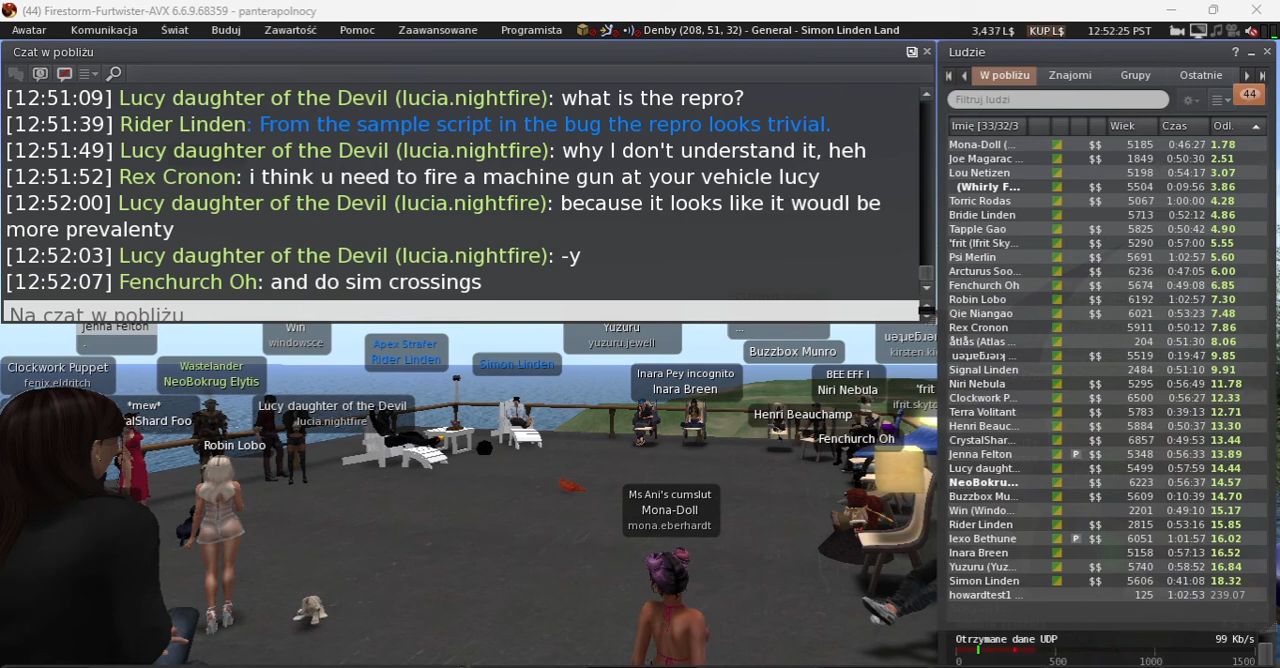 (44) Firestorm-Furtwister-AVX 6.6.9.68359 - panterapolnocy
Awatar Komunikacja Świat Buduj Zawartość Pomoc Zaawansowane Programista Denby (208, 51, 32) - General - Simon Linden Land 3,437 L$ KUP L$ 12:52:25 PST
Czat w pobliżu
[12:51:09] Lucy daughter of the Devil (lucia.nightfire): what is the repro?
[12:51:39] Rider Linden: From the sample script in the bug the repro looks trivial.
[12:51:49] Lucy daughter of the Devil (lucia.nightfire): why I don't understand it, heh
[12:51:52] Rex Cronon: i think u need to fire a machine gun at your vehicle lucy
[12:52:00] Lucy daughter of the Devil (lucia.nightfire): because it looks like it woudl be
more prevalenty
[12:52:03] Lucy daughter of the Devil (lucia.nightfire): -y
[12:52:07] Fenchurch Oh: and do sim crossings
Na czat w pobliżu
Jenna Felton
.
Win
windowsce
Apex Strafer
Rider Linden
Simon Linden
Yuzuru
yuzuru.jewell
...
Buzzbox Munro
kirsten.ki
Clockwork Puppet
fenix.eldritch
Wastelander
NeoBokrug Elytis
*mew*
alShard Foo
Lucy daughter of the Devil
lucia.nightfire
Robin Lobo
Inara Pey incognito
Inara Breen
BEE EFF I
Niri Nebula
'frit
ifrit.skyto
Henri Beauchamp
Fenchurch Oh
Ms Ani's cumslut
Mona-Doll
mona.eberhardt
Ludzie
W pobliżu Znajomi Grupy Ostatnie
Filtruj ludzi 44
Imię [33/32/3 Wiek Czas Odl.
Mona-Doll (... $$ 5185 0:46:27 1.78
Joe Magarac ... $$ 1849 0:50:30 2.51
Lou Netizen 5198 0:54:17 3.07
(Whirly F... $$ 5504 0:09:56 3.86
Torric Rodas $$ 5067 1:00:00 4.28
Bridie Linden 5713 0:52:12 4.86
Tapple Gao $$ 5825 0:50:42 4.90
'frit (Ifrit Sky... $$ 5290 0:57:00 5.55
Psi Merlin $$ 5691 1:02:57 5.60
Arcturus Soo... $$ 6236 0:47:05 6.00
Fenchurch Oh $$ 5674 0:49:08 6.85
Robin Lobo $$ 6192 1:02:57 7.30
Qie Niangao $$ 6021 0:53:23 7.48
Rex Cronon 5911 0:50:12 7.86
åtlås (Atlas ... 204 0:51:30 8.06
$$ 5519 0:19:47 9.85
Signal Linden 2484 0:51:10 9.91
Niri Nebula $$ 5295 0:56:49 11.78
Clockwork P... $$ 6500 0:56:27 12.33
Terra Volitant $$ 5783 0:39:13 12.71
Henri Beauc... $$ 5884 0:50:37 13.30
CrystalShar... $$ 6857 0:49:53 13.44
Jenna Felton P $$ 5348 0:56:33 13.89
Lucy daught... $$ 5499 0:57:59 14.44
NeoBokru... $$ 6223 0:56:37 14.57
Buzzbox Mu... $$ 5609 0:10:39 14.70
Win (Windo... 2201 0:49:10 15.17
Rider Linden $$ 2815 0:53:16 15.85
Iexo Bethune P $$ 6051 1:01:57 16.02
Inara Breen 5158 0:57:13 16.52
Yuzuru (Yuz... $$ 5740 0:58:52 16.84
Simon Linden $$ 5606 0:41:08 18.32
howardtest1 ... 125 1:02:53 239.07
Otrzymane dane UDP 99 Kb/s
0 500 1000 1500